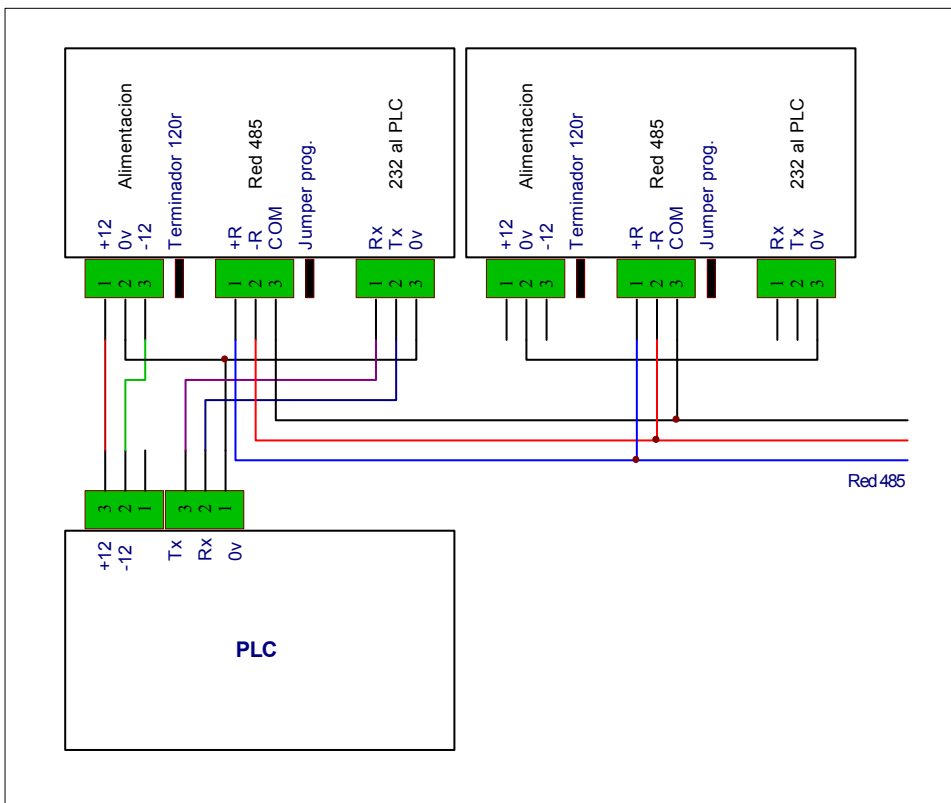 Alimentacion
Terminador 120r
Red 485
Jumper prog.
232 al PLC
+12
0v
-12
+R
-R
COM
Rx
Tx
0v
1
2
3
1
2
3
1
2
3
Alimentacion
Terminador 120r
Red 485
Jumper prog.
232 al PLC
+12
0v
-12
+R
-R
COM
Rx
Tx
0v
1
2
3
1
2
3
1
2
3
Red 485
3
2
1
3
2
1
+12
-12
Tx
Rx
0v
PLC